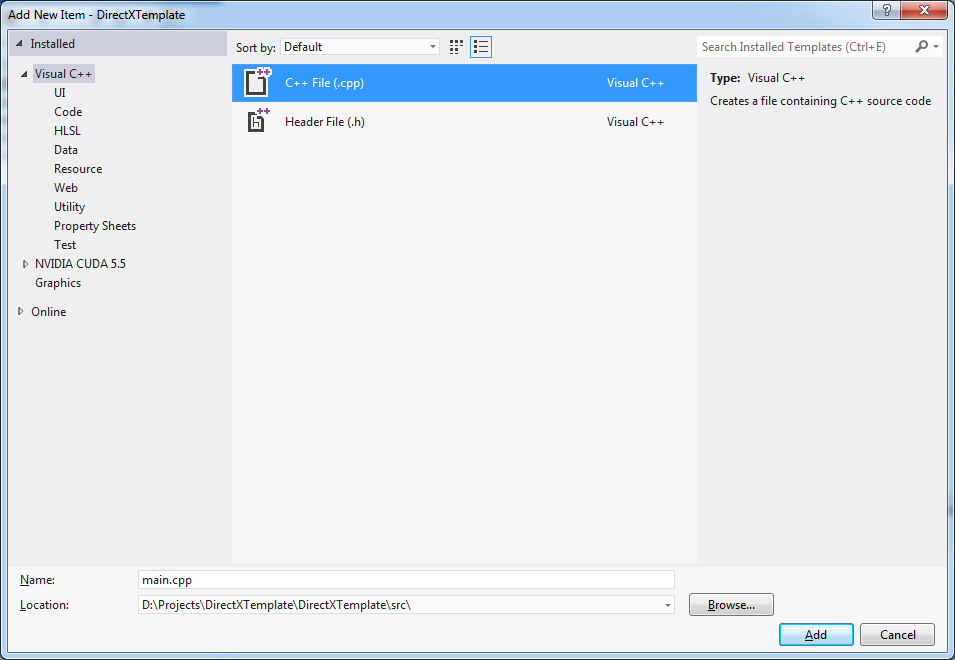 Add New Item - DirectXTemplate
?
Installed
Visual C++
UI
Code
HLSL
Data
Resource
Web
Utility
Property Sheets
Test
NVIDIA CUDA 5.5
Graphics
Online
Sort by: Default
C++ File (.cpp) Visual C++
h Header File (.h) Visual C++
Search Installed Templates (Ctrl+E)
Type: Visual C++
Creates a file containing C++ source code
Name: main.cpp
Location: D:\Projects\DirectXTemplate\DirectXTemplate\src\
Browse...
Add Cancel